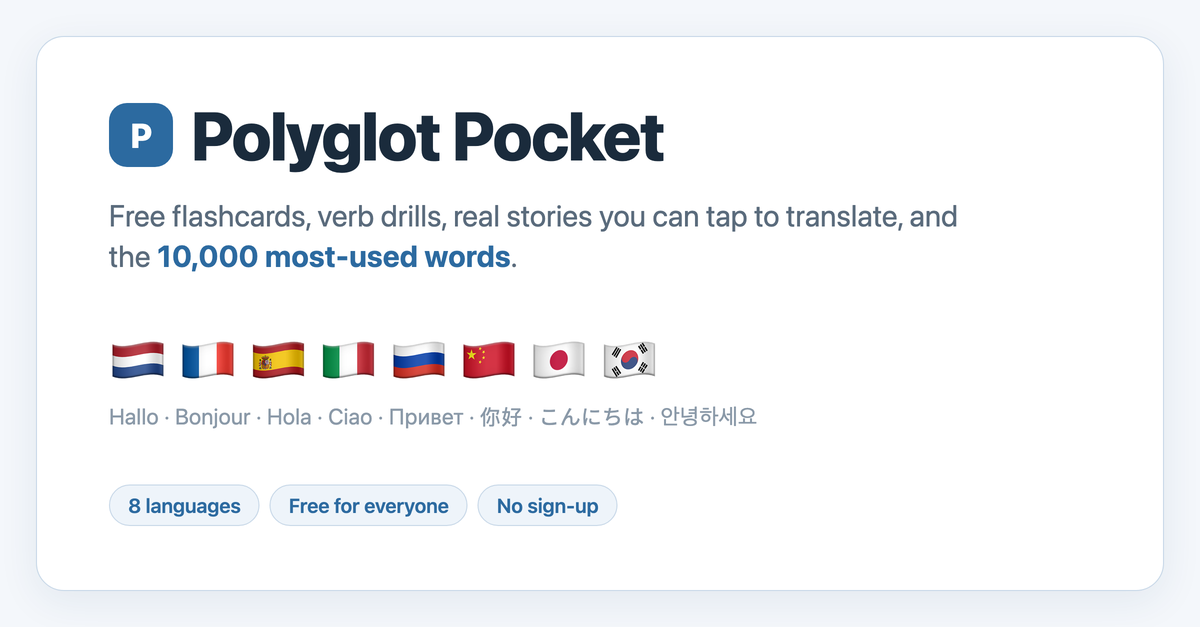 P Polyglot Pocket
Free flashcards, verb drills, real stories you can tap to translate, and
the 10,000 most-used words.
Hallo · Bonjour · Hola · Ciao · Привет · 你好 · こんにちは · 안녕하세요
8 languages Free for everyone No sign-up